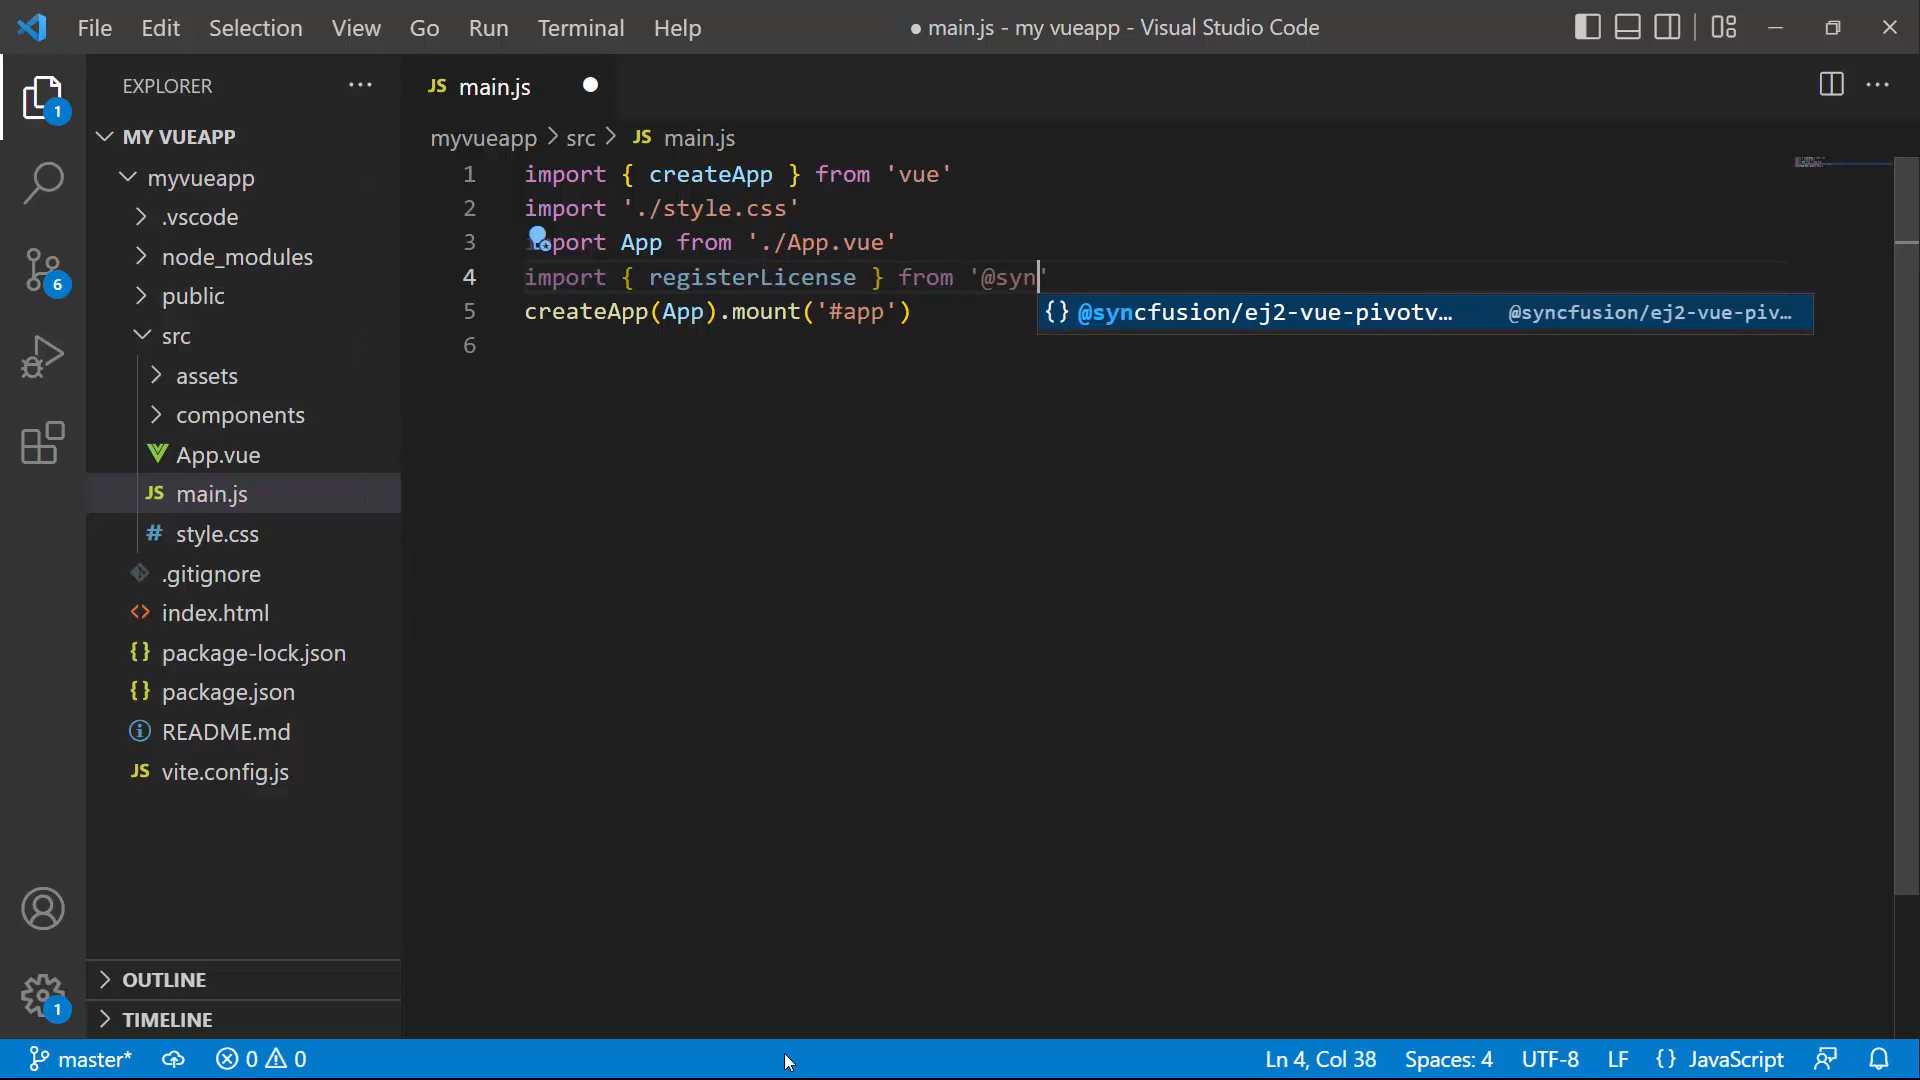 File Edit Selection View Go Run Terminal Help
● main.js - my vueapp - Visual Studio Code
EXPLORER ···
JS main.js ●
MY VUEAPP
myvueapp > src > JS main.js
myvueapp
.vscode
node_modules
public
src
assets
components
App.vue
JS main.js
# style.css
.gitignore
<> index.html
{} package-lock.json
{} package.json
README.md
JS vite.config.js
OUTLINE
TIMELINE
1
6
1
1 import { createApp } from 'vue'
2 import './style.css'
3 port App from './App.vue'
4 import { registerLicense } from '@syn'
{} @syncfusion/ej2-vue-pivotv… @syncfusion/ej2-vue-piv…
5 createApp(App).mount('#app')
6
master* 0 0 Ln 4, Col 38 Spaces: 4 UTF-8 LF {} JavaScript